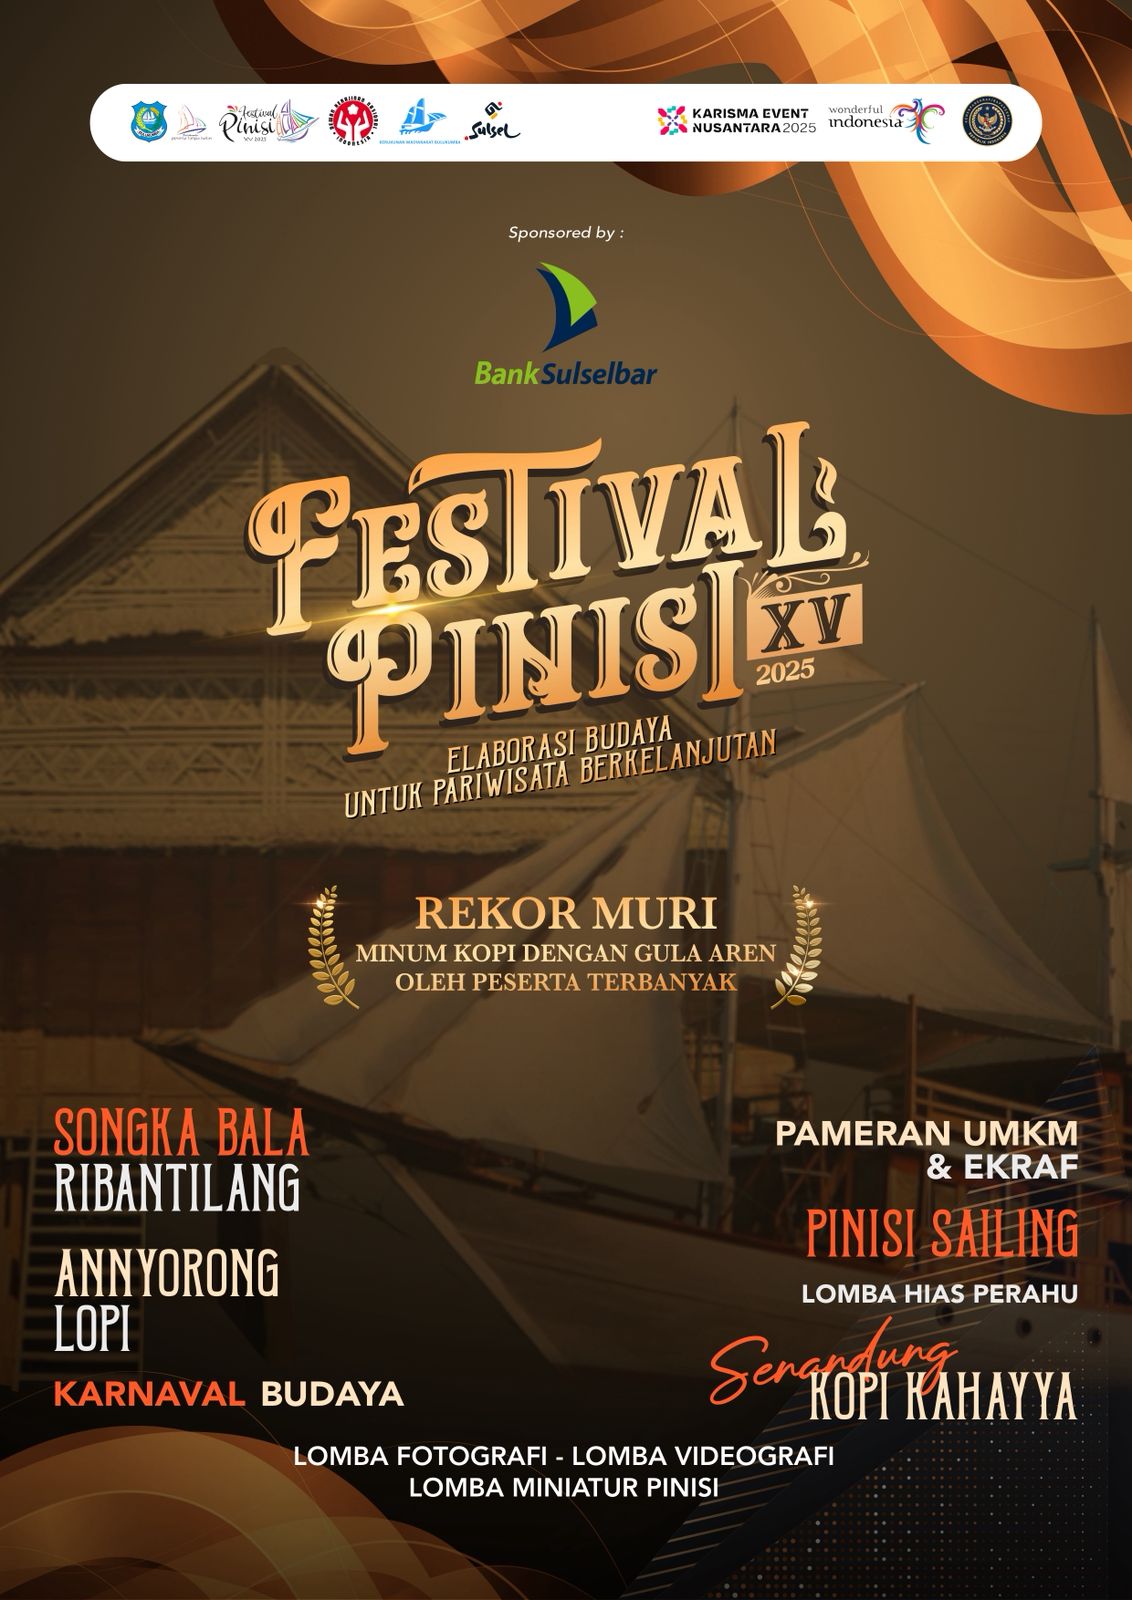 Festival
Pinisi
XV 2025
Sulsel
KARISMA EVENT
NUSANTARA2025
wonderful
indonesia
Sponsored by :
BankSulselbar
FESTIVAL
PINISI
XV
2025
ELABORASI BUDAYA
UNTUK PARIWISATA BERKELANJUTAN
REKOR MURI
MINUM KOPI DENGAN GULA AREN
OLEH PESERTA TERBANYAK
SONGKA BALA
RIBANTILANG
ANNYORONG
LOPI
KARNAVAL BUDAYA
PAMERAN UMKM
& EKRAF
PINISI SAILING
LOMBA HIAS PERAHU
Senandung
KOPI KAHAYYA
LOMBA FOTOGRAFI - LOMBA VIDEOGRAFI
LOMBA MINIATUR PINISI